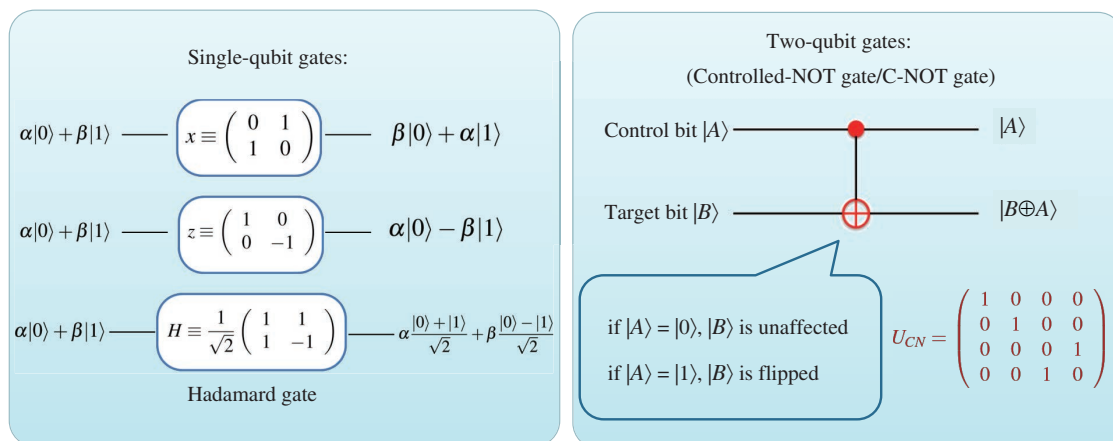 Single-qubit gates:
α|0⟩ + β|1⟩ x ≡ ( 0 1 ; 1 0 ) β|0⟩ + α|1⟩
α|0⟩ + β|1⟩ z ≡ ( 1 0 ; 0 −1 ) α|0⟩ − β|1⟩
α|0⟩ + β|1⟩ H ≡ 1/√2 ( 1 1 ; 1 −1 ) α (|0⟩ + |1⟩)/√2 + β (|0⟩ − |1⟩)/√2
Hadamard gate
Two-qubit gates:
(Controlled-NOT gate/C-NOT gate)
Control bit |A⟩ |A⟩
Target bit |B⟩ |B⊕A⟩
if |A⟩ = |0⟩, |B⟩ is unaffected
if |A⟩ = |1⟩, |B⟩ is flipped
U_CN = ( 1 0 0 0 ; 0 1 0 0 ; 0 0 0 1 ; 0 0 1 0 )